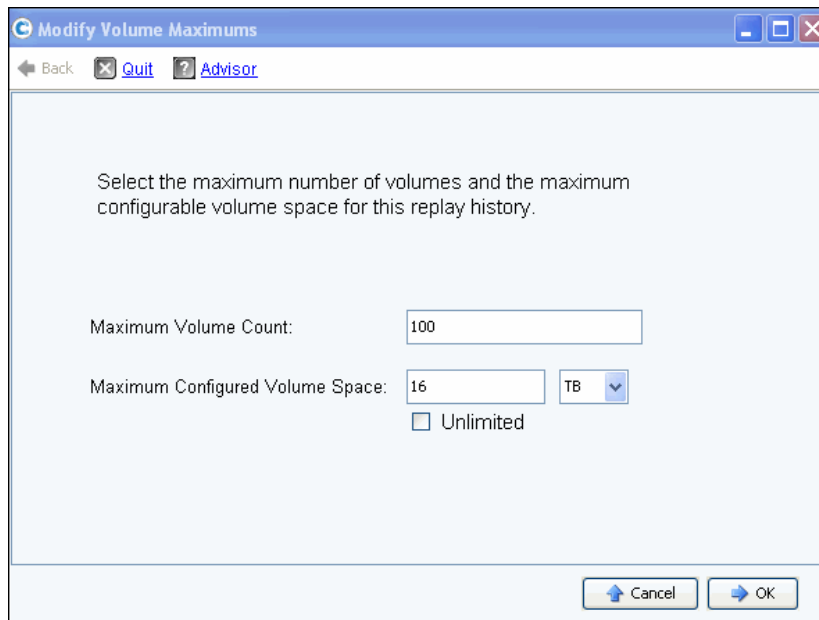 Modify Volume Maximums
Back Quit ? Advisor
Select the maximum number of volumes and the maximum
configurable volume space for this replay history.
Maximum Volume Count: 100
Maximum Configured Volume Space: 16 TB
Unlimited
Cancel OK